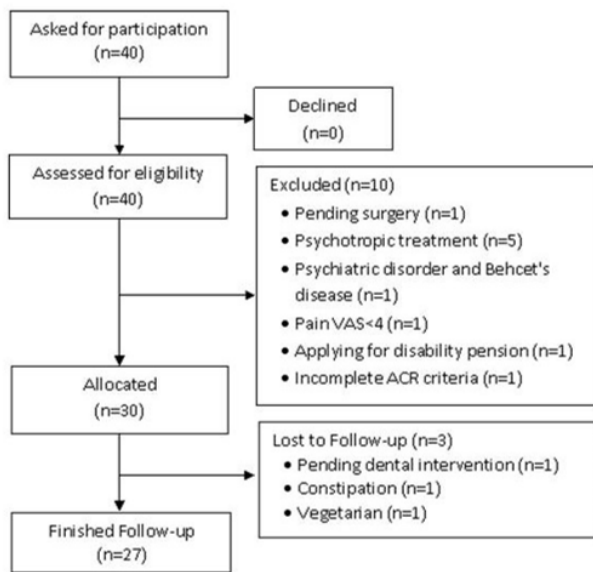 Asked for participation
(n=40)
Declined
(n=0)
Assessed for eligibility
(n=40)
Excluded (n=10)
• Pending surgery (n=1)
• Psychotropic treatment (n=5)
• Psychiatric disorder and Behcet's
disease (n=1)
• Pain VAS<4 (n=1)
• Applying for disability pension (n=1)
• Incomplete ACR criteria (n=1)
Allocated
(n=30)
Lost to Follow-up (n=3)
• Pending dental intervention (n=1)
• Constipation (n=1)
• Vegetarian (n=1)
Finished Follow-up
(n=27)